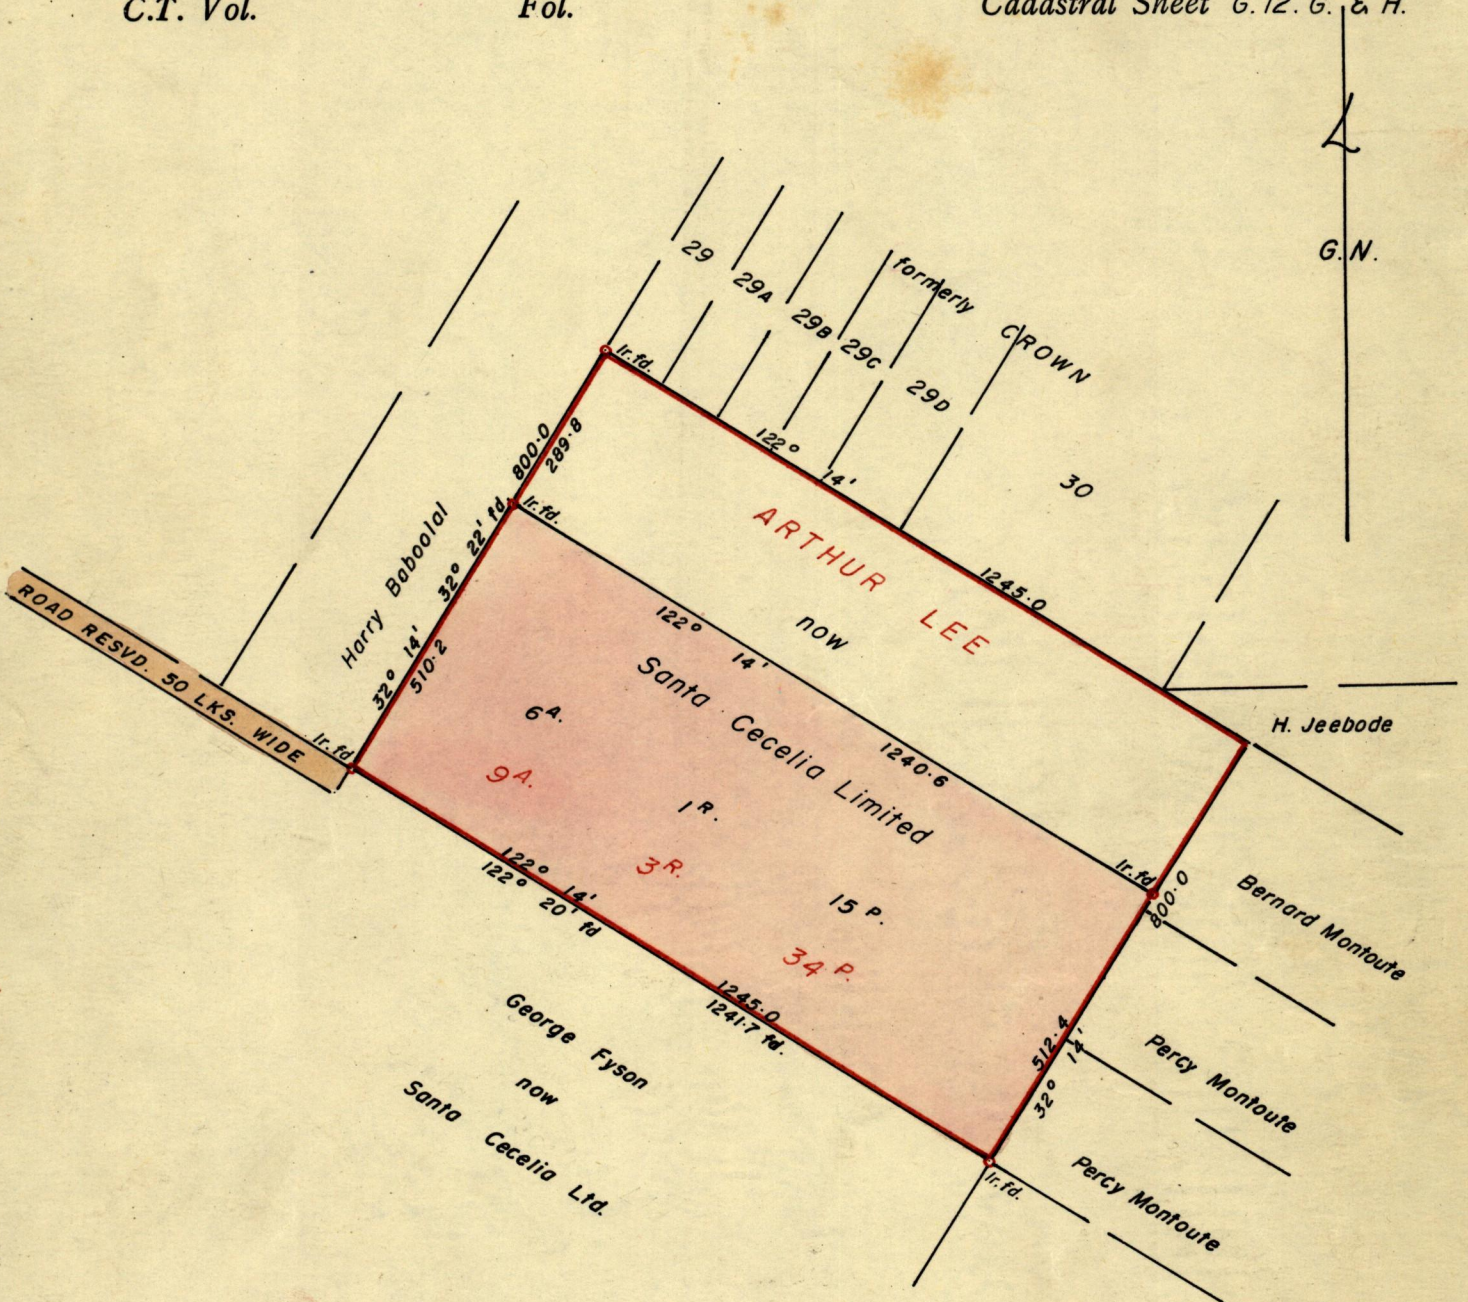 C.T. Vol. Fol. Cadastral Sheet G.12.G. & H.
G.N.
29
29A
29B
29C
29D
formerly CROWN
30
Ir.fd.
800·0
289·8
122° 14'
1245·0
ARTHUR LEE
now
Santa Cecelia Limited
Ir.fd.
32° 22' fd.
Harry Baboolal
32° 14'
510·2
ROAD RESVD. 50 LKS. WIDE
Ir.fd
122° 14'
1240·6
6A.
1R.
15 P.
9A.
3R.
34 P.
H. Jeebode
Ir.fd
800·0
Bernard Montoute
122° 14'
122° 20' fd
1245·0
1241·7 fd.
512·4
32° 14'
Percy Montoute
Percy Montoute
Ir.fd.
George Fyson
now
Santa Cecelia Ltd.